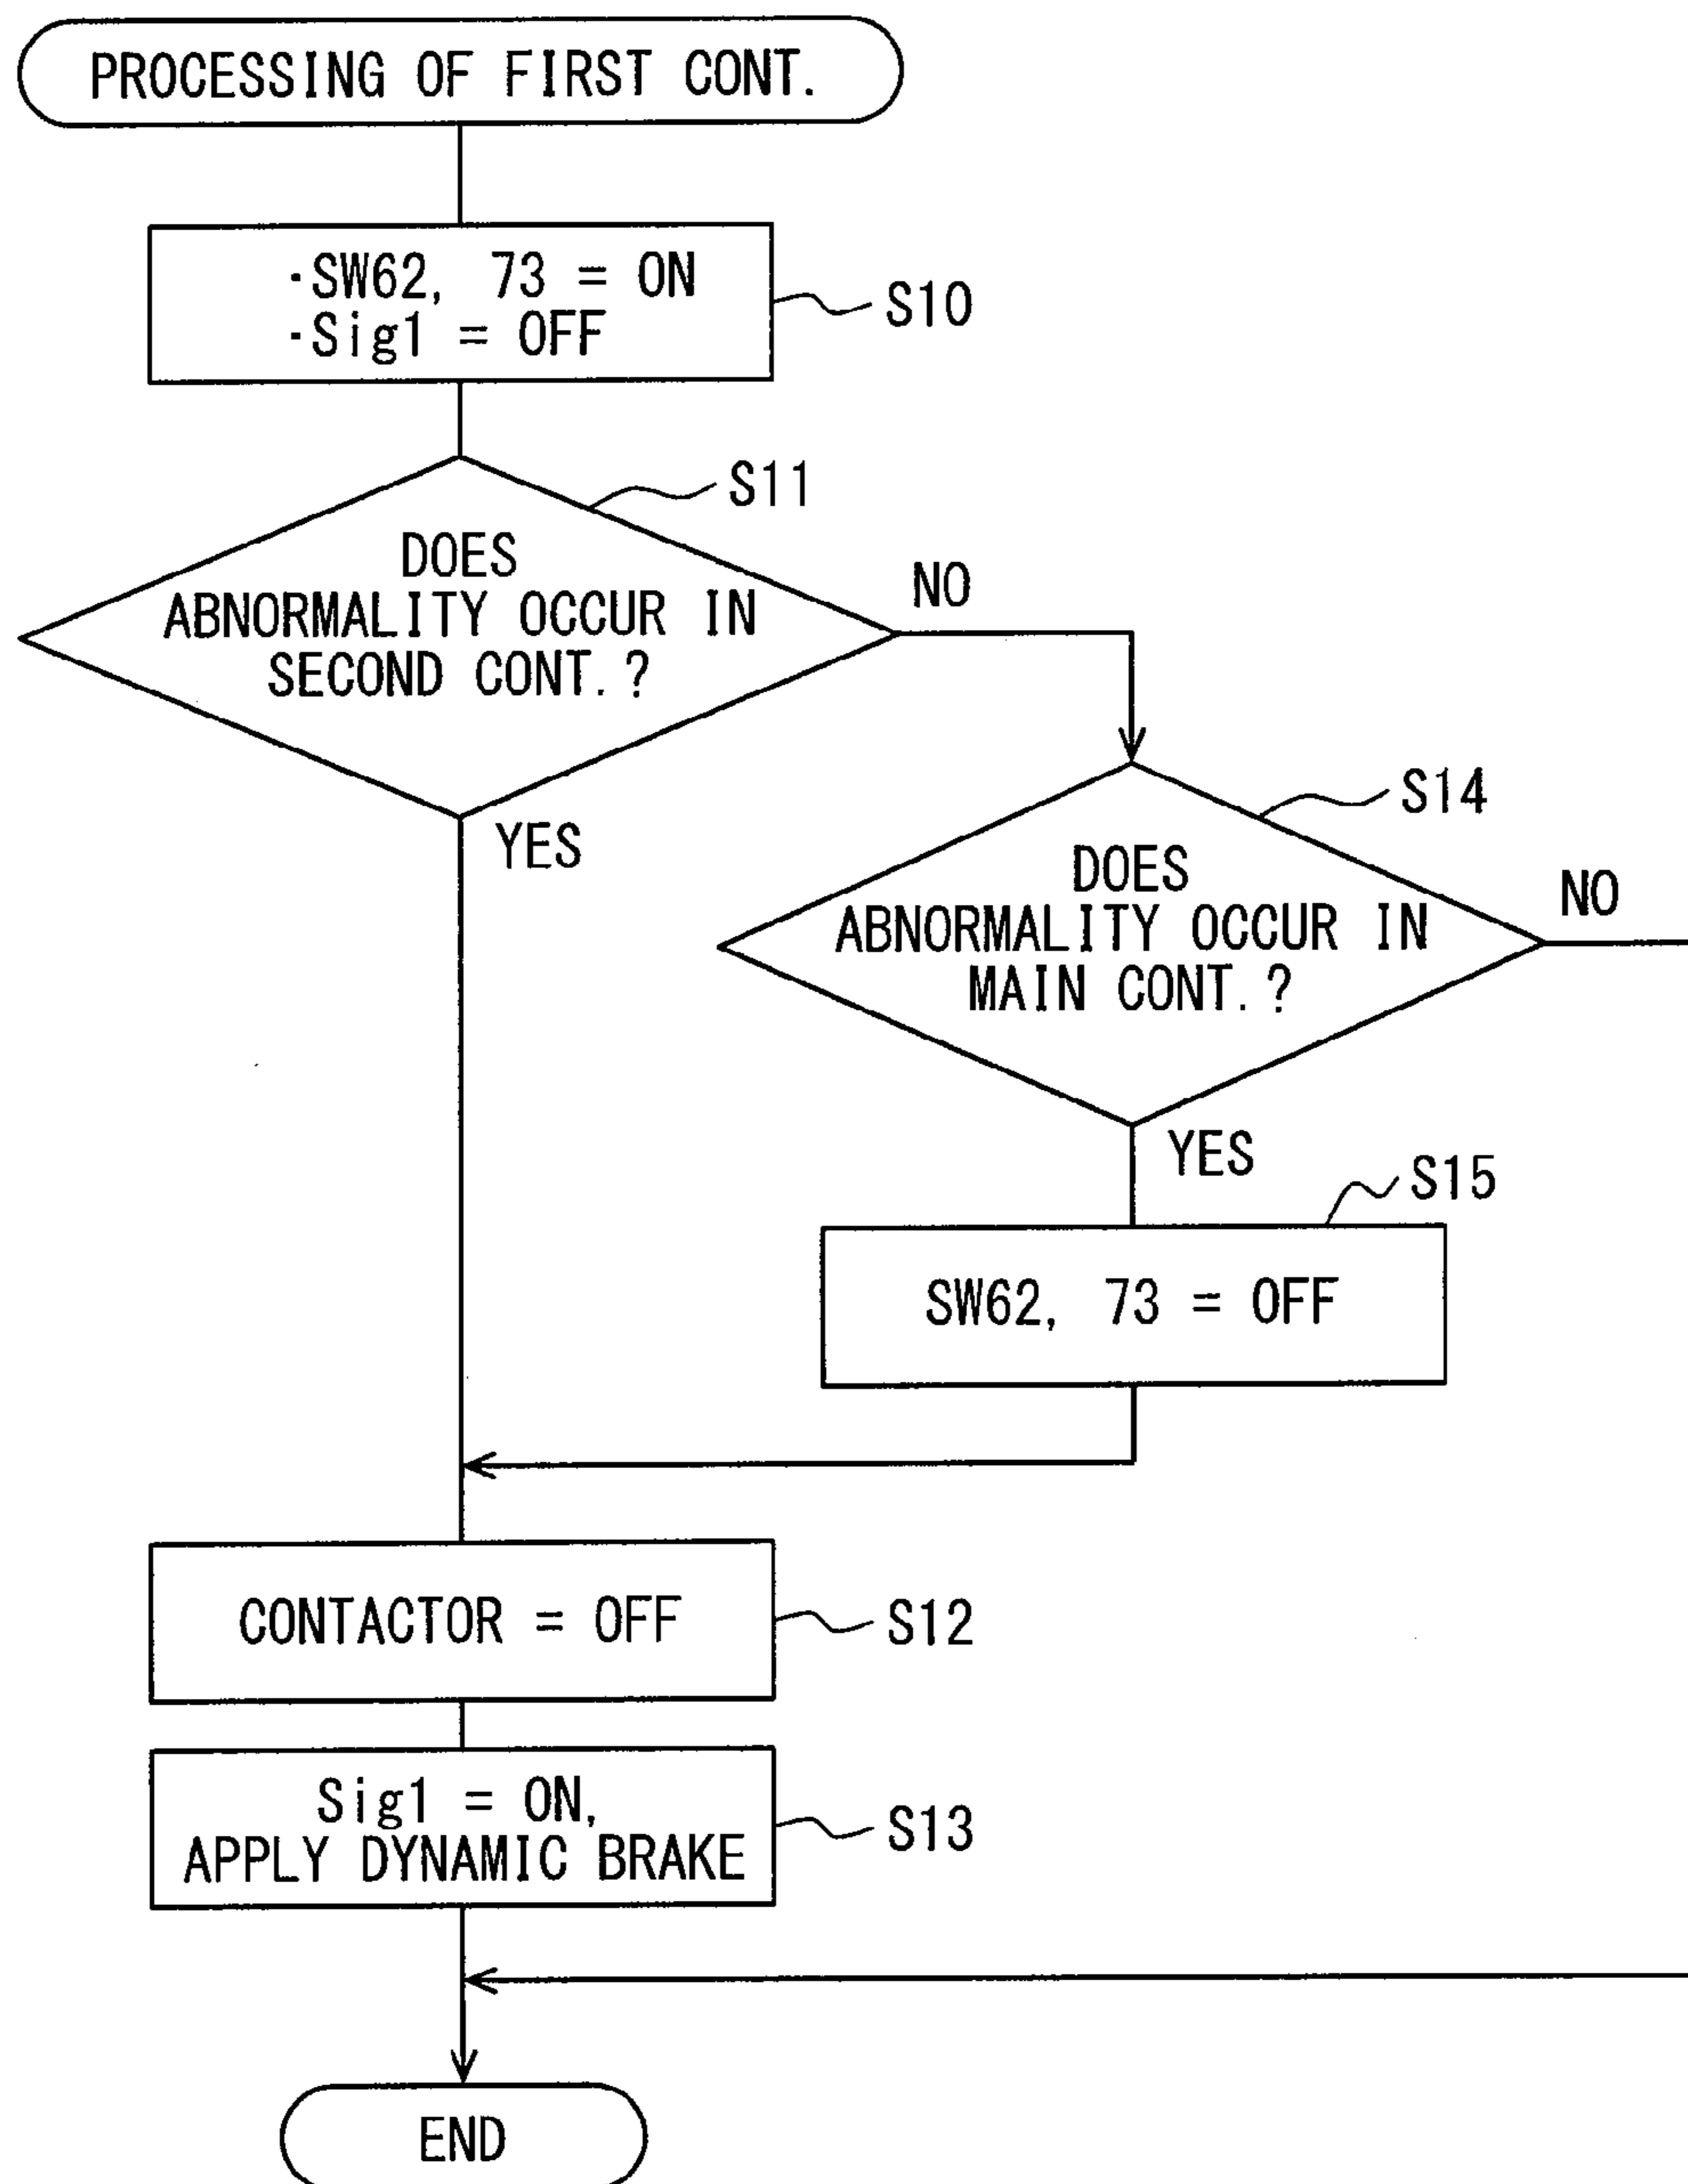 PROCESSING OF FIRST CONT.
·SW62, 73 = ON
·Sig1 = OFF
S10
S11
DOES
ABNORMALITY OCCUR IN
SECOND CONT.?
NO
YES
S14
DOES
ABNORMALITY OCCUR IN
MAIN CONT.?
NO
YES
S15
SW62, 73 = OFF
CONTACTOR = OFF
S12
Sig1 = ON,
APPLY DYNAMIC BRAKE
S13
END